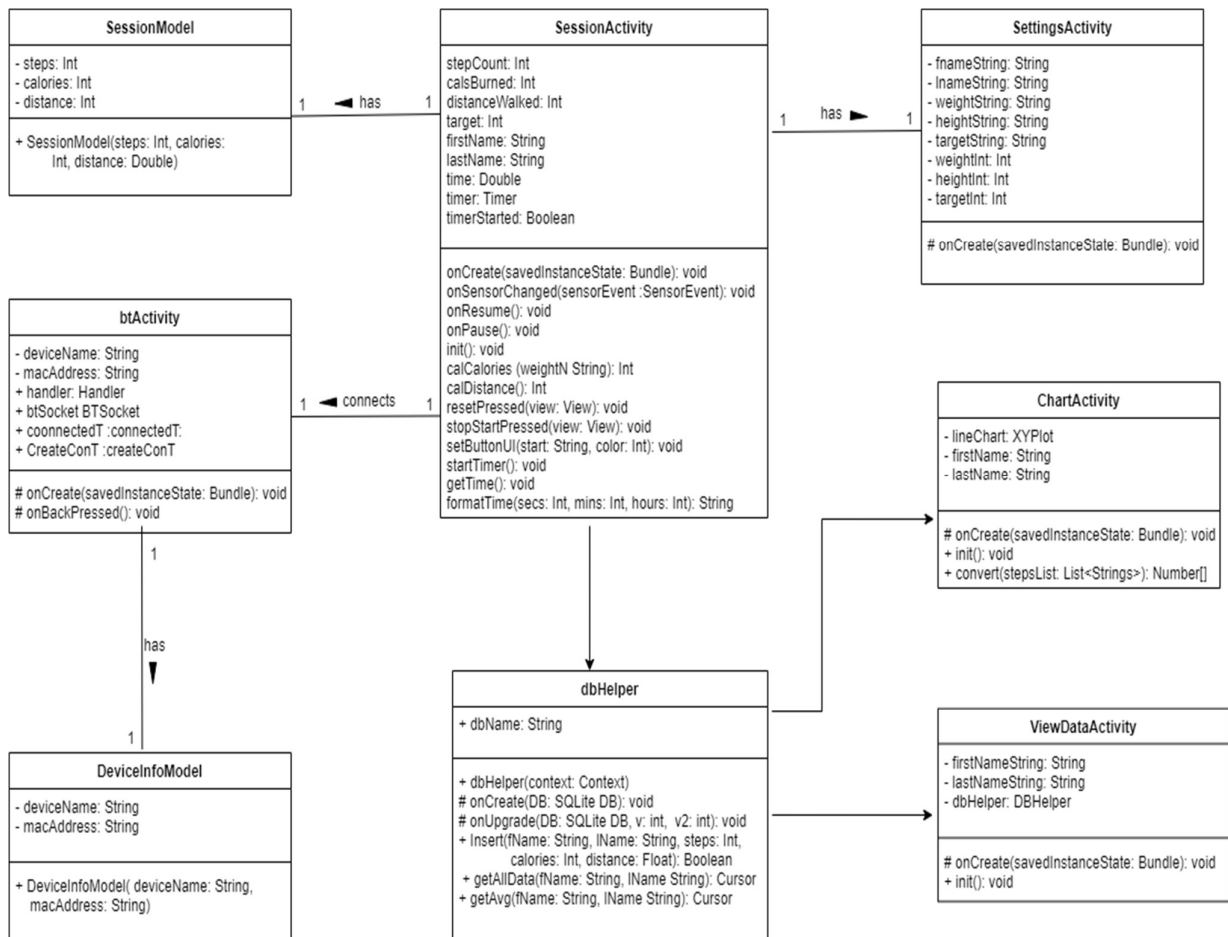 SessionModel
- steps: Int
- calories: Int
- distance: Int
+ SessionModel(steps: Int, calories:
Int, distance: Double)
1
has
1
SessionActivity
stepCount: Int
calsBurned: Int
distanceWalked: Int
target: Int
firstName: String
lastName: String
time: Double
timer: Timer
timerStarted: Boolean
onCreate(savedInstanceState: Bundle): void
onSensorChanged(sensorEvent :SensorEvent): void
onResume(): void
onPause(): void
init(): void
calCalories (weightN String): Int
calDistance(): Int
resetPressed(view: View): void
stopStartPressed(view: View): void
setButtonUI(start: String, color: Int): void
startTimer(): void
getTime(): void
formatTime(secs: Int, mins: Int, hours: Int): String
1
has
1
SettingsActivity
- fnameString: String
- lnameString: String
- weightString: String
- heightString: String
- targetString: String
- weightInt: Int
- heightInt: Int
- targetInt: Int
# onCreate(savedInstanceState: Bundle): void
btActivity
- deviceName: String
- macAddress: String
+ handler: Handler
+ btSocket BTSocket
+ coonnectedT :connectedT:
+ CreateConT :createConT
# onCreate(savedInstanceState: Bundle): void
# onBackPressed(): void
1
connects
1
1
has
1
DeviceInfoModel
- deviceName: String
- macAddress: String
+ DeviceInfoModel( deviceName: String,
macAddress: String)
dbHelper
+ dbName: String
+ dbHelper(context: Context)
# onCreate(DB: SQLite DB): void
# onUpgrade(DB: SQLite DB, v: int, v2: int): void
+ Insert(fName: String, lName: String, steps: Int,
calories: Int, distance: Float): Boolean
+ getAllData(fName: String, lName String): Cursor
+ getAvg(fName: String, lName String): Cursor
ChartActivity
- lineChart: XYPlot
- firstName: String
- lastName: String
# onCreate(savedInstanceState: Bundle): void
+ init(): void
+ convert(stepsList: List<Strings>): Number[]
ViewDataActivity
- firstNameString: String
- lastNameString: String
- dbHelper: DBHelper
# onCreate(savedInstanceState: Bundle): void
+ init(): void